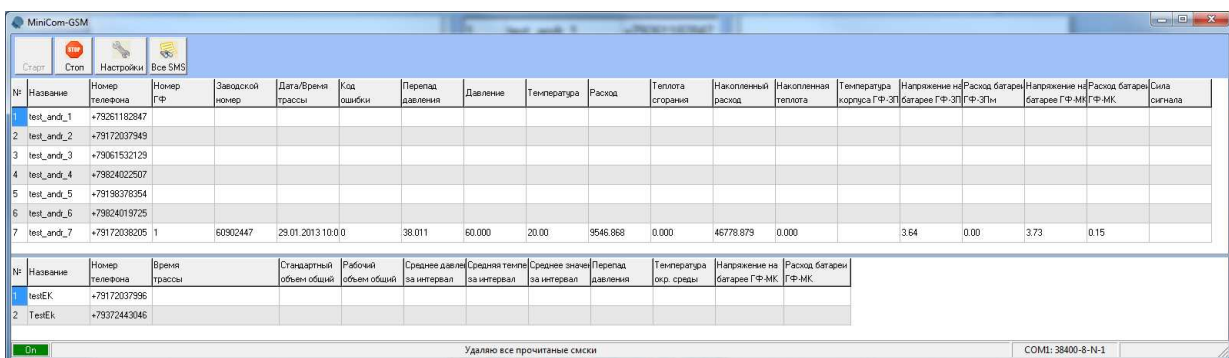 MiniCom-GSM
Старт Стоп Настройки Все SMS
№ Название Номер телефона Номер ГФ Заводской номер Дата/Время трассы Код ошибки Перепад давления Давление Температура Расход Теплота сгорания Накопленный расход Накопленная теплота Температура корпуса ГФ-ЗП Напряжение на батарее ГФ-ЗП Расход батареи ГФ-ЗПм Напряжение на батарее ГФ-МК Расход батареи ГФ-МК Сила сигнала
1 test_andr_1 +79261182847
2 test_andr_2 +79172037949
3 test_andr_3 +79061532129
4 test_andr_4 +79824022507
5 test_andr_5 +79198378354
6 test_andr_6 +79824019725
7 test_andr_7 +79172038205 1 60902447 29.01.2013 10:0 0 38.011 60.000 20.00 9546.868 0.000 46778.879 0.000 3.64 0.00 3.73 0.15
№ Название Номер телефона Время трассы Стандартный объем общий Рабочий объем общий Среднее давле за интервал Средняя темпе за интервал Среднее значе за интервал Перепад давления Температура окр. среды Напряжение на батарее ГФ-МК Расход батареи ГФ-МК
1 testEK +79172037996
2 TestEk +79372443046
On Удаляю все прочитаные смски COM1: 38400-8-N-1